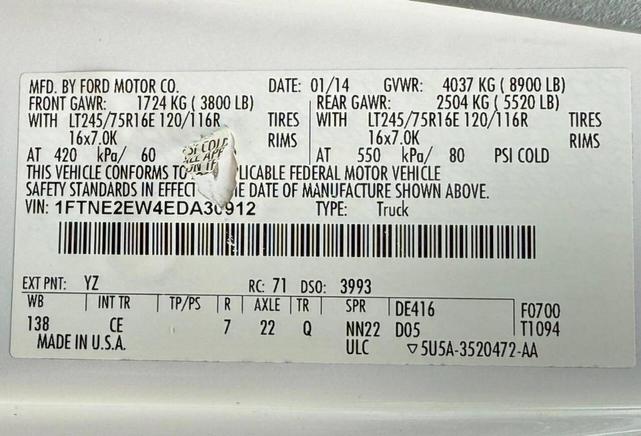 MFD. BY FORD MOTOR CO. DATE: 01/14 GVWR: 4037 KG ( 8900 LB)
FRONT GAWR: 1724 KG ( 3800 LB) REAR GAWR: 2504 KG ( 5520 LB)
WITH LT245/75R16E 120/116R TIRES WITH LT245/75R16E 120/116R TIRES
16x7.0K RIMS 16x7.0K RIMS
AT 420 kPa/ 60 PSI COLD AT 550 kPa/ 80 PSI COLD
THIS VEHICLE CONFORMS TO PLICABLE FEDERAL MOTOR VEHICLE
SAFETY STANDARDS IN EFFECT HE DATE OF MANUFACTURE SHOWN ABOVE.
VIN: 1FTNE2EW4EDA30912 TYPE: Truck
EXT PNT: YZ RC: 71 DSO: 3993
WB INT TR TP/PS R AXLE TR SPR DE416 F0700
138 CE 7 22 Q NN22 D05 T1094
MADE IN U.S.A. ULC ▽5U5A-3520472-AA